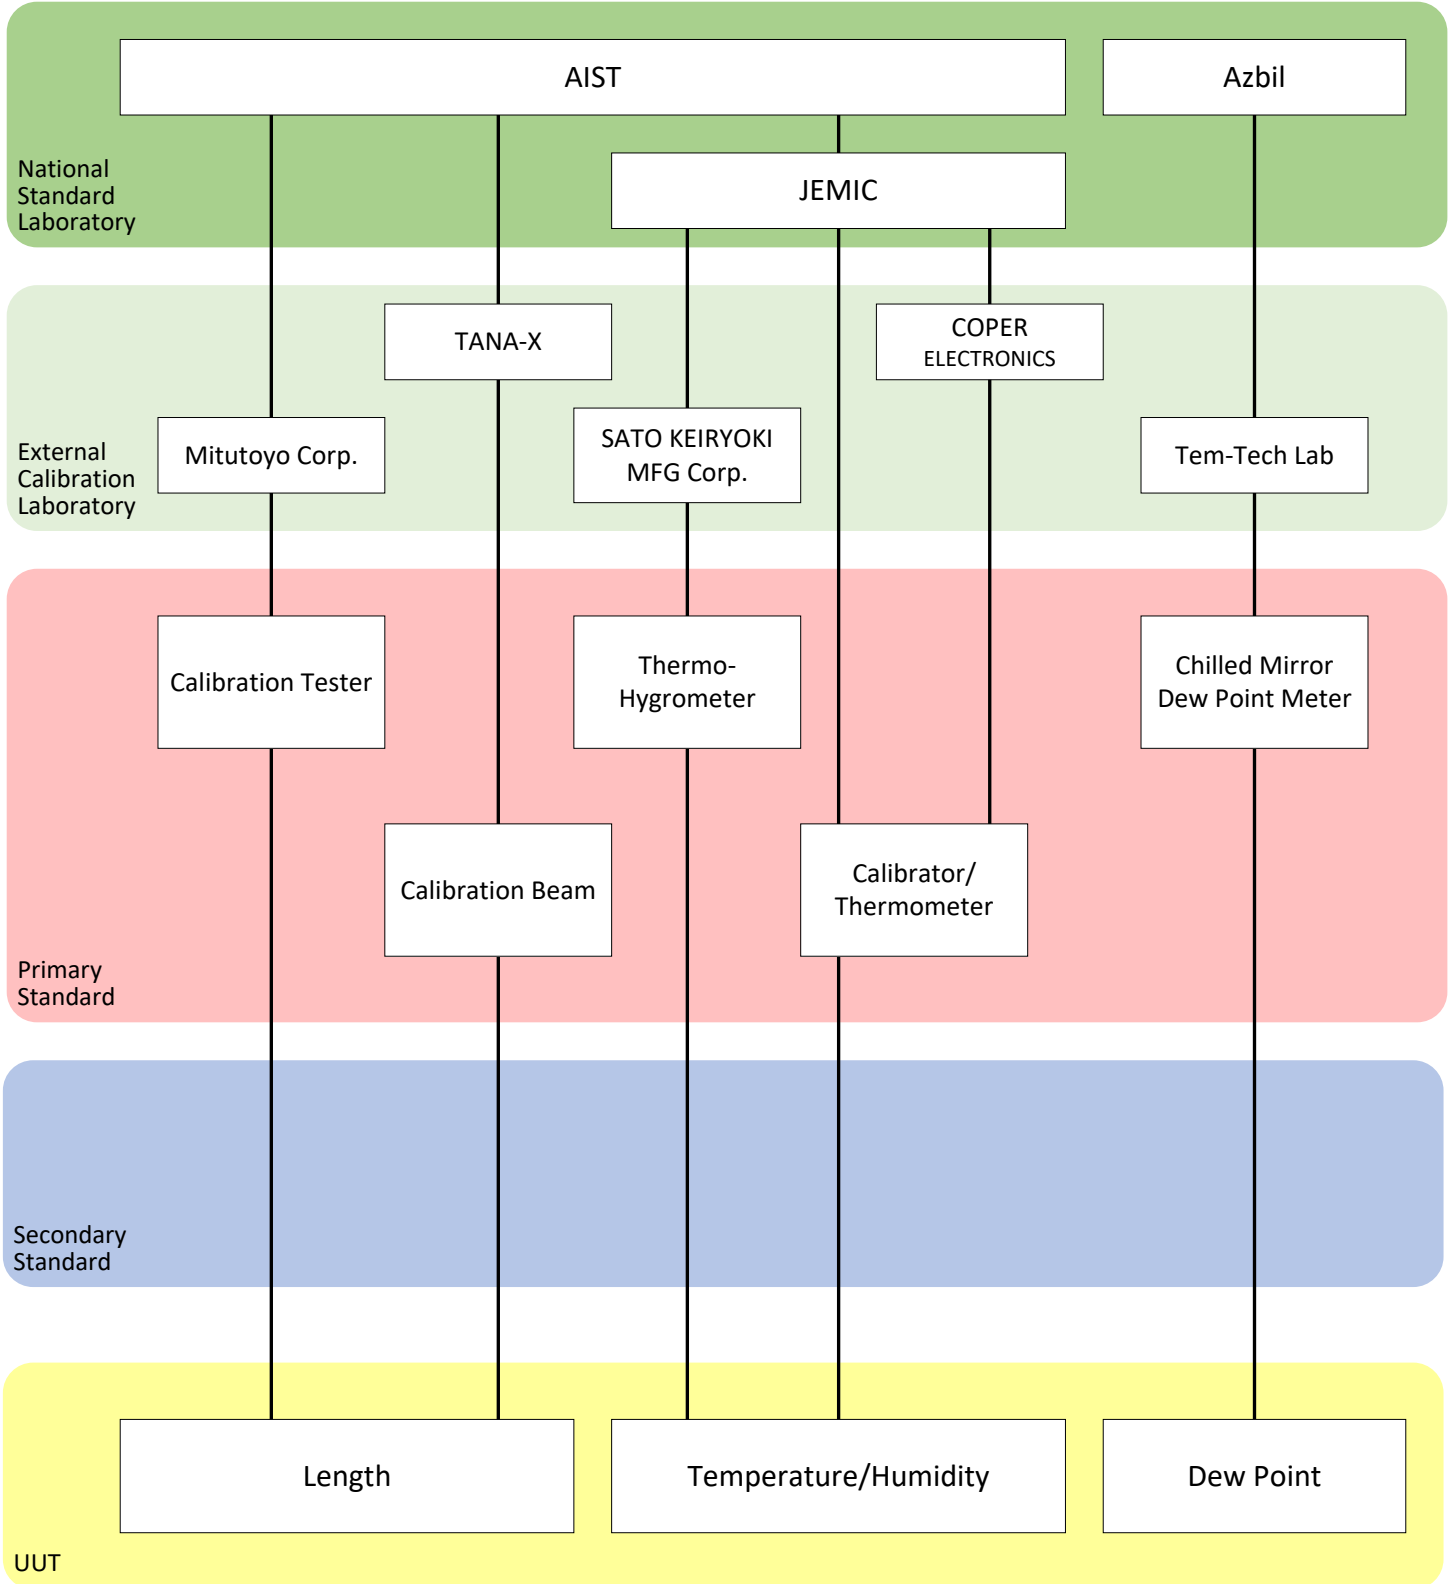 AIST
Azbil
JEMIC
National
Standard
Laboratory
TANA-X
COPER
ELECTRONICS
Mitutoyo Corp.
SATO KEIRYOKI
MFG Corp.
Tem-Tech Lab
External
Calibration
Laboratory
Calibration Tester
Thermo-
Hygrometer
Chilled Mirror
Dew Point Meter
Calibration Beam
Calibrator/
Thermometer
Primary
Standard
Secondary
Standard
Length
Temperature/Humidity
Dew Point
UUT